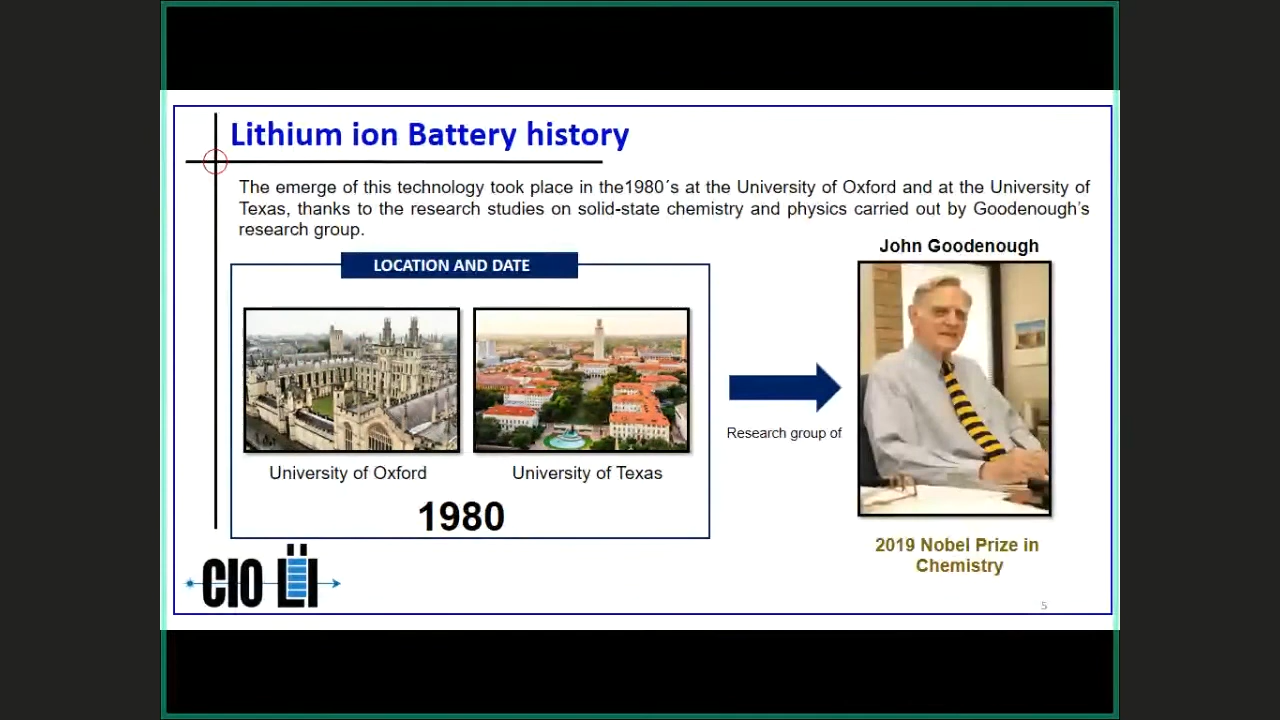 Lithium ion Battery history
The emerge of this technology took place in the1980´s at the University of Oxford and at the University of
Texas, thanks to the research studies on solid-state chemistry and physics carried out by Goodenough's
research group.
John Goodenough
LOCATION AND DATE
Research group of
University of Oxford
University of Texas
1980
2019 Nobel Prize in
Chemistry
CIO LI
5